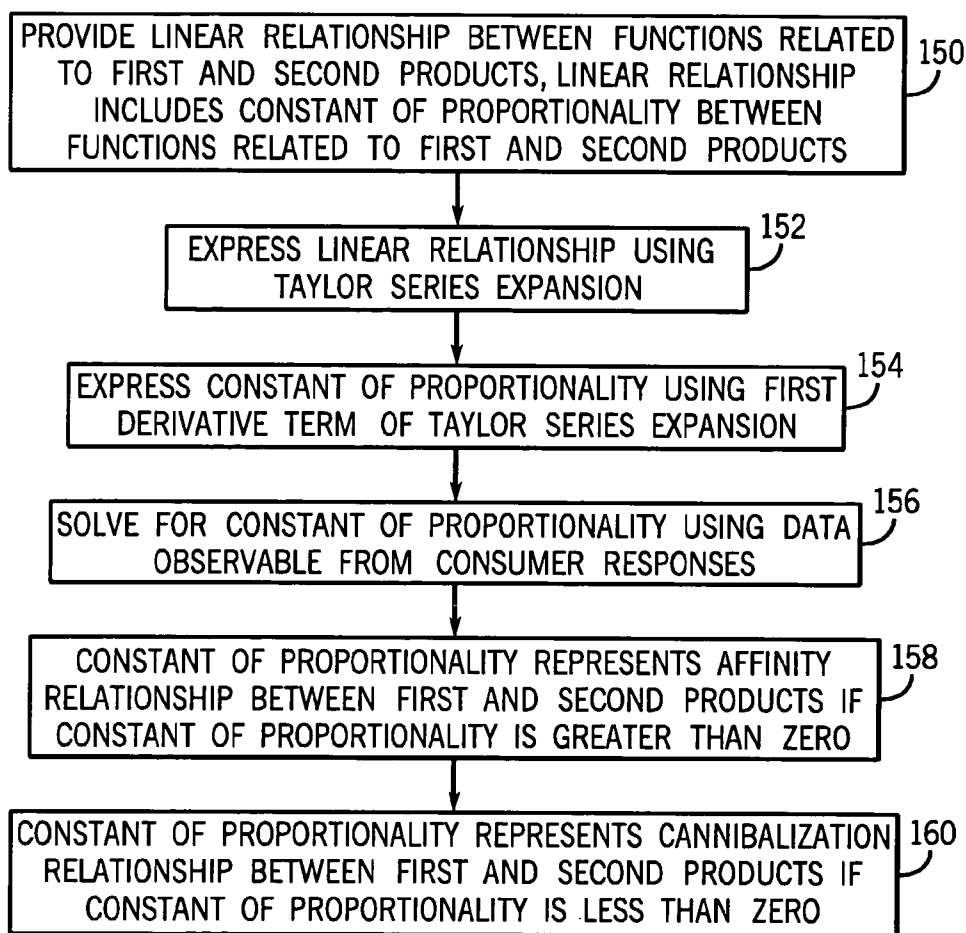 PROVIDE LINEAR RELATIONSHIP BETWEEN FUNCTIONS RELATED
TO FIRST AND SECOND PRODUCTS, LINEAR RELATIONSHIP
INCLUDES CONSTANT OF PROPORTIONALITY BETWEEN
FUNCTIONS RELATED TO FIRST AND SECOND PRODUCTS
150
EXPRESS LINEAR RELATIONSHIP USING
TAYLOR SERIES EXPANSION
152
EXPRESS CONSTANT OF PROPORTIONALITY USING FIRST
DERIVATIVE TERM OF TAYLOR SERIES EXPANSION
154
SOLVE FOR CONSTANT OF PROPORTIONALITY USING DATA
OBSERVABLE FROM CONSUMER RESPONSES
156
CONSTANT OF PROPORTIONALITY REPRESENTS AFFINITY
RELATIONSHIP BETWEEN FIRST AND SECOND PRODUCTS IF
CONSTANT OF PROPORTIONALITY IS GREATER THAN ZERO
158
CONSTANT OF PROPORTIONALITY REPRESENTS CANNIBALIZATION
RELATIONSHIP BETWEEN FIRST AND SECOND PRODUCTS IF
CONSTANT OF PROPORTIONALITY IS LESS THAN ZERO
160